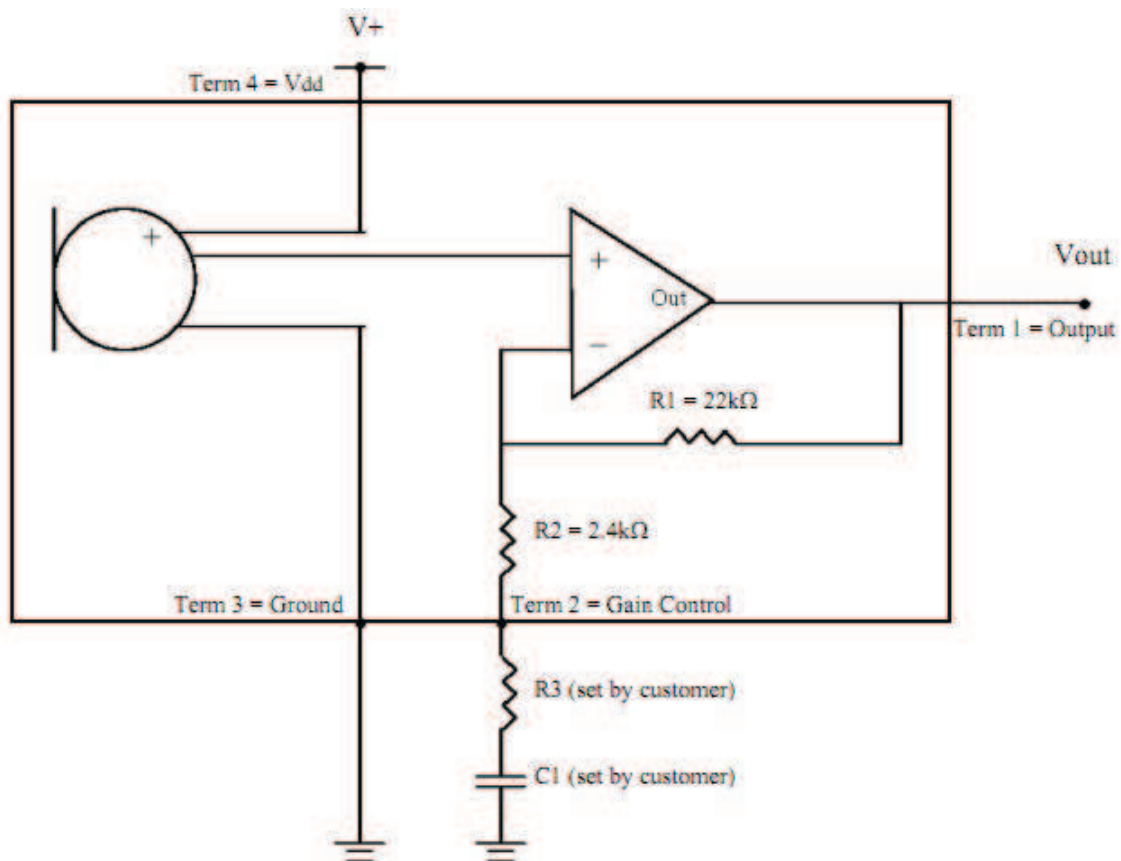 V+
Term 4 = Vdd
+
+
Out
−
Vout
Term 1 = Output
R1 = 22kΩ
R2 = 2.4kΩ
Term 3 = Ground
Term 2 = Gain Control
R3 (set by customer)
C1 (set by customer)